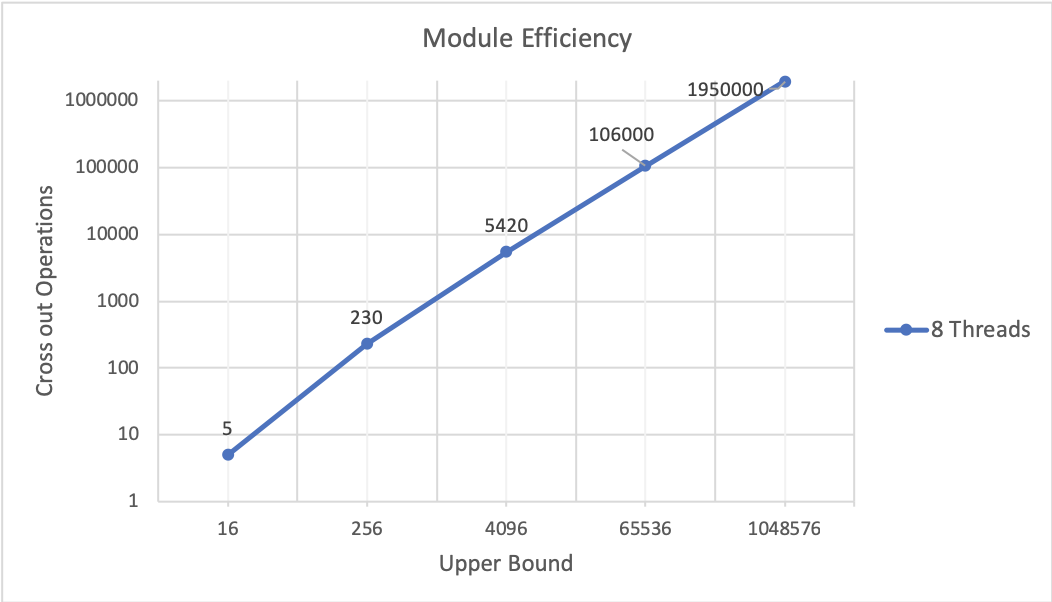 Module Efficiency
Cross out Operations
1000000
100000
10000
1000
100
10
1
5
230
5420
106000
1950000
16 256 4096 65536 1048576
Upper Bound
8 Threads